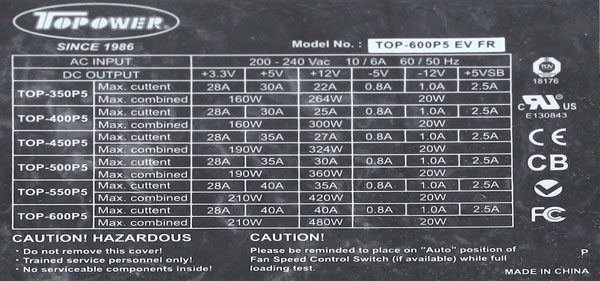 TOPOWER®
SINCE 1986
Model No. : TOP-600P5 EV FR
AC INPUT 200 - 240 Vac 10 / 6A 60 / 50 Hz
DC OUTPUT +3.3V +5V +12V -5V -12V +5VSB
TOP-350P5 Max. cuttent 28A 30A 22A 0.8A 1.0A 2.5A
Max. combined 160W 264W 20W
TOP-400P5 Max. cuttent 28A 30A 25A 0.8A 1.0A 2.5A
Max. combined 160W 300W 20W
TOP-450P5 Max. cuttent 28A 35A 27A 0.8A 1.0A 2.5A
Max. combined 190W 324W 20W
TOP-500P5 Max. cuttent 28A 35A 30A 0.8A 1.0A 2.5A
Max. combined 190W 360W 20W
TOP-550P5 Max. cuttent 28A 40A 35A 0.8A 1.0A 2.5A
Max. combined 210W 420W 20W
TOP-600P5 Max. cuttent 28A 40A 40A 0.8A 1.0A 2.5A
Max. combined 210W 480W 20W
TUV
18176
C RU US
E130843
CE
CB
FC
CAUTION! HAZARDOUS
* Do not remove this cover!
* Trained service personnel only!
* No serviceable components inside!
CAUTION!
Please be reminded to place on "Auto" position of
Fan Speed Control Switch (if available) while full
loading test.
P
MADE IN CHINA